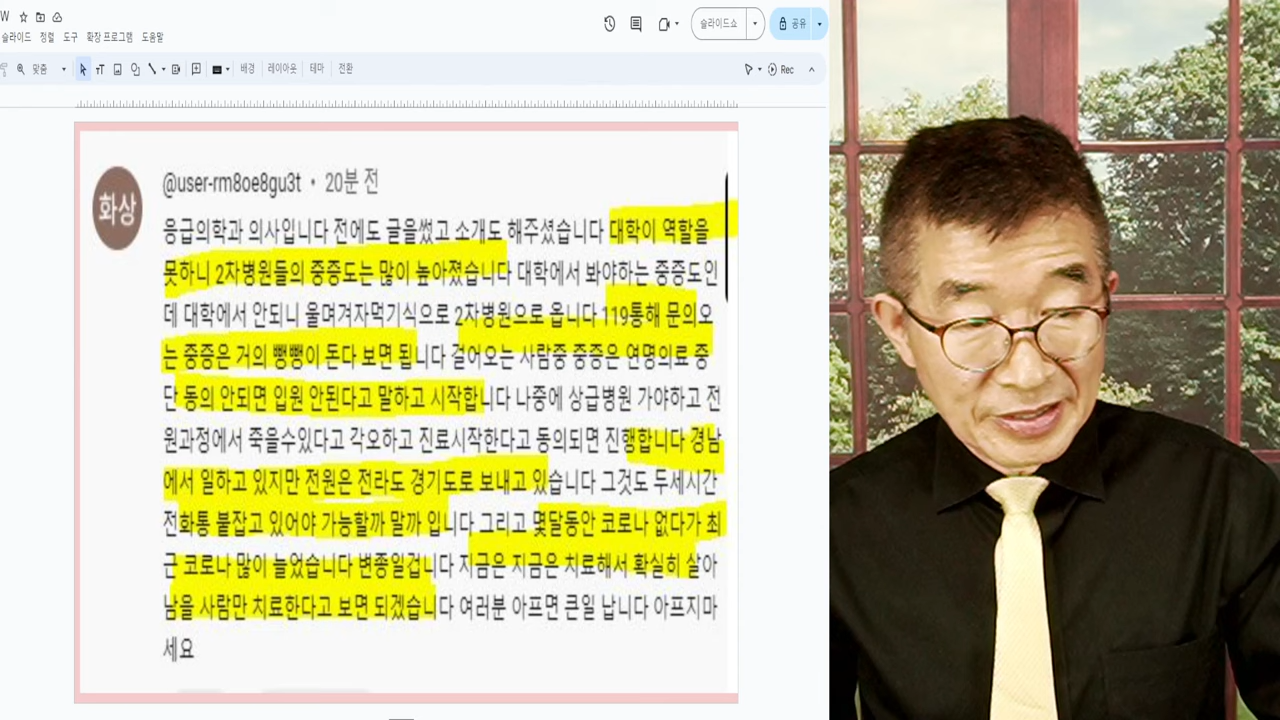 W
슬라이드 정렬 도구 확장 프로그램 도움말
슬라이드쇼
공유
맞춤
배경 레이아웃 테마 전환
Rec
화상
@user-rm8oe8gu3t • 20분 전
응급의학과 의사입니다 전에도 글을썼고 소개도 해주셨습니다 대학이 역할을
못하니 2차병원들의 중증도는 많이 높아졌습니다 대학에서 봐야하는 중증도인
데 대학에서 안되니 울며겨자먹기식으로 2차병원으로 옵니다 119통해 문의오
는 중증은 거의 뺑뺑이 돈다 보면 됩니다 걸어오는 사람중 중증은 연명의료 중
단 동의 안되면 입원 안된다고 말하고 시작합니다 나중에 상급병원 가야하고 전
원과정에서 죽을수있다고 각오하고 진료시작한다고 동의되면 진행합니다 경남
에서 일하고 있지만 전원은 전라도 경기도로 보내고 있습니다 그것도 두세시간
전화통 붙잡고 있어야 가능할까 말까 입니다 그리고 몇달동안 코로나 없다가 최
근 코로나 많이 늘었습니다 변종일겁니다 지금은 지금은 치료해서 확실히 살아
남을 사람만 치료한다고 보면 되겠습니다 여러분 아프면 큰일 납니다 아프지마
세요